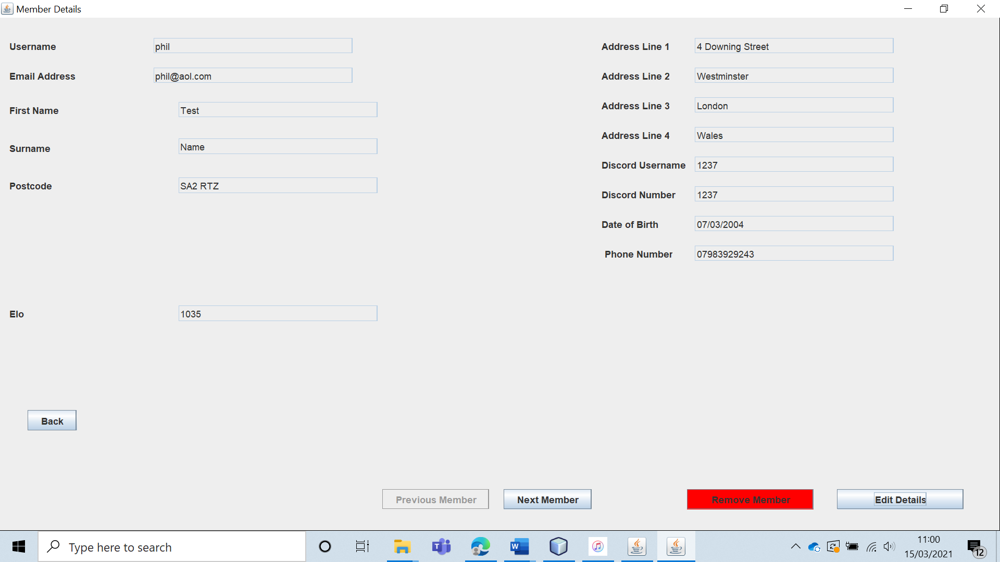 Member Details
Username phil
Email Address phil@aol.com
First Name Test
Surname Name
Postcode SA2 RTZ
Elo 1035
Address Line 1 4 Downing Street
Address Line 2 Westminster
Address Line 3 London
Address Line 4 Wales
Discord Username 1237
Discord Number 1237
Date of Birth 07/03/2004
Phone Number 07983929243
Back
Previous Member Next Member Remove Member Edit Details
Type here to search
T
W
11:00
15/03/2021
12